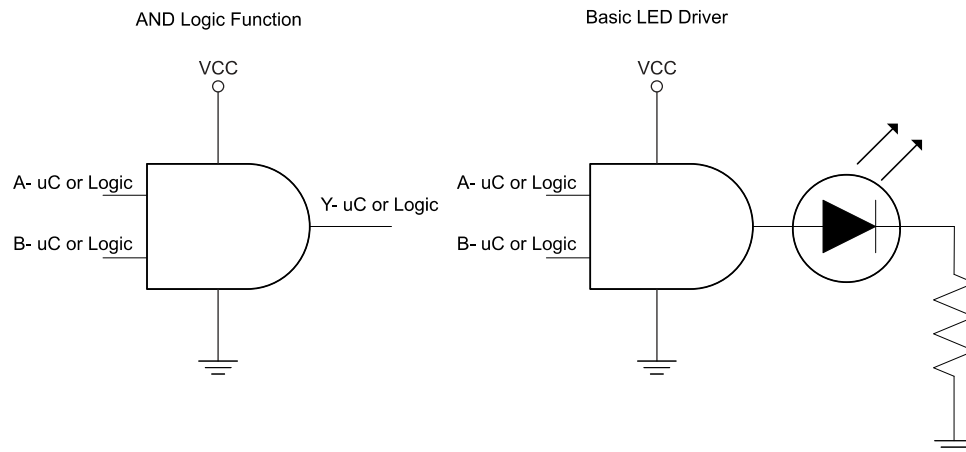 AND Logic Function
VCC
A- uC or Logic
B- uC or Logic
Y- uC or Logic
Basic LED Driver
VCC
A- uC or Logic
B- uC or Logic